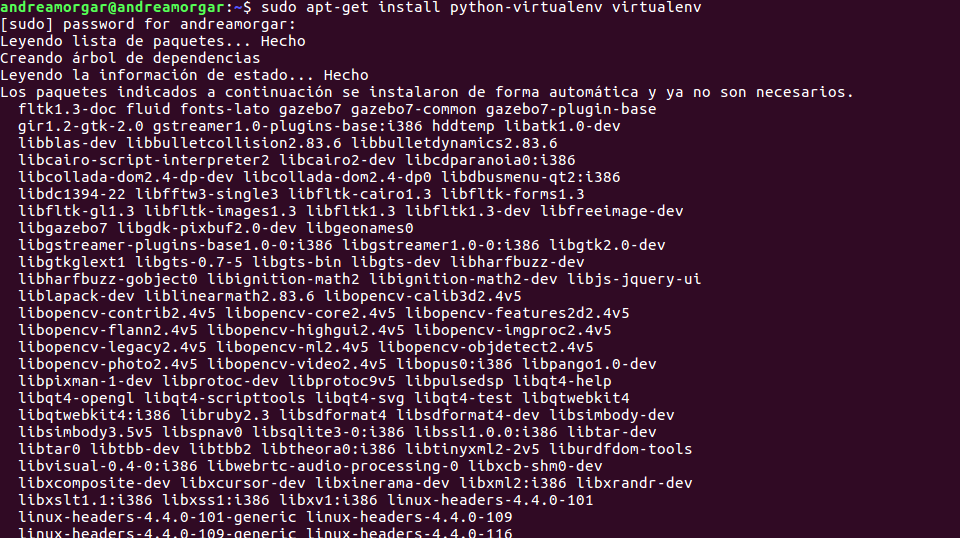 andreamorgar@andreamorgar:~$ sudo apt-get install python-virtualenv virtualenv
[sudo] password for andreamorgar:
Leyendo lista de paquetes... Hecho
Creando árbol de dependencias
Leyendo la información de estado... Hecho
Los paquetes indicados a continuación se instalaron de forma automática y ya no son necesarios.
fltk1.3-doc fluid fonts-lato gazebo7 gazebo7-common gazebo7-plugin-base
gir1.2-gtk-2.0 gstreamer1.0-plugins-base:i386 hddtemp libatk1.0-dev
libblas-dev libbulletcollision2.83.6 libbulletdynamics2.83.6
libcairo-script-interpreter2 libcairo2-dev libcdparanoia0:i386
libcollada-dom2.4-dp-dev libcollada-dom2.4-dp0 libdbusmenu-qt2:i386
libdc1394-22 libfftw3-single3 libfltk-cairo1.3 libfltk-forms1.3
libfltk-gl1.3 libfltk-images1.3 libfltk1.3 libfltk1.3-dev libfreeimage-dev
libgazebo7 libgdk-pixbuf2.0-dev libgeonames0
libgstreamer-plugins-base1.0-0:i386 libgstreamer1.0-0:i386 libgtk2.0-dev
libgtkglext1 libgts-0.7-5 libgts-bin libgts-dev libharfbuzz-dev
libharfbuzz-gobject0 libignition-math2 libignition-math2-dev libjs-jquery-ui
liblapack-dev liblinearmath2.83.6 libopencv-calib3d2.4v5
libopencv-contrib2.4v5 libopencv-core2.4v5 libopencv-features2d2.4v5
libopencv-flann2.4v5 libopencv-highgui2.4v5 libopencv-imgproc2.4v5
libopencv-legacy2.4v5 libopencv-ml2.4v5 libopencv-objdetect2.4v5
libopencv-photo2.4v5 libopencv-video2.4v5 libopus0:i386 libpango1.0-dev
libpixman-1-dev libprotoc-dev libprotoc9v5 libpulsedsp libqt4-help
libqt4-opengl libqt4-scripttools libqt4-svg libqt4-test libqtwebkit4
libqtwebkit4:i386 libruby2.3 libsdformat4 libsdformat4-dev libsimbody-dev
libsimbody3.5v5 libspnav0 libsqlite3-0:i386 libssl1.0.0:i386 libtar-dev
libtar0 libtbb-dev libtbb2 libtheora0:i386 libtinyxml2-2v5 liburdfdom-tools
libvisual-0.4-0:i386 libwebrtc-audio-processing-0 libxcb-shm0-dev
libxcomposite-dev libxcursor-dev libxinerama-dev libxml2:i386 libxrandr-dev
libxslt1.1:i386 libxss1:i386 libxv1:i386 linux-headers-4.4.0-101
linux-headers-4.4.0-101-generic linux-headers-4.4.0-109
linux-headers-4.4.0-109-generic linux-headers-4.4.0-116